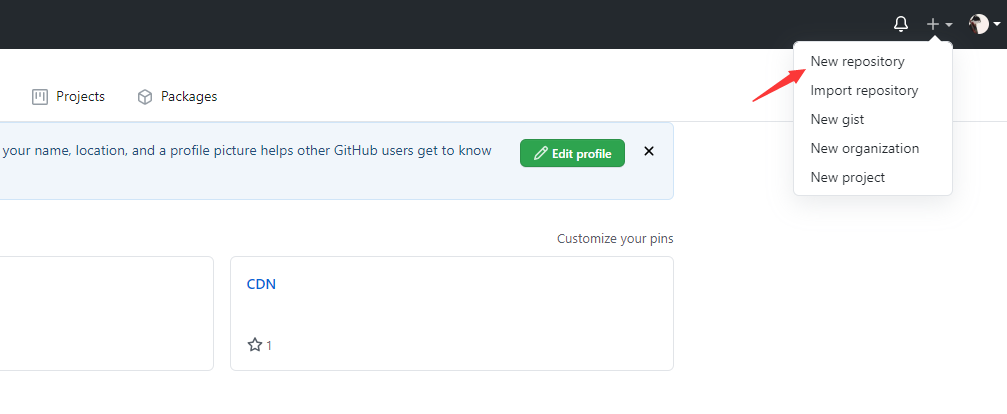 New repository
Import repository
New gist
New organization
New project
Projects
Packages
your name, location, and a profile picture helps other GitHub users get to know
Edit profile
Customize your pins
CDN
1